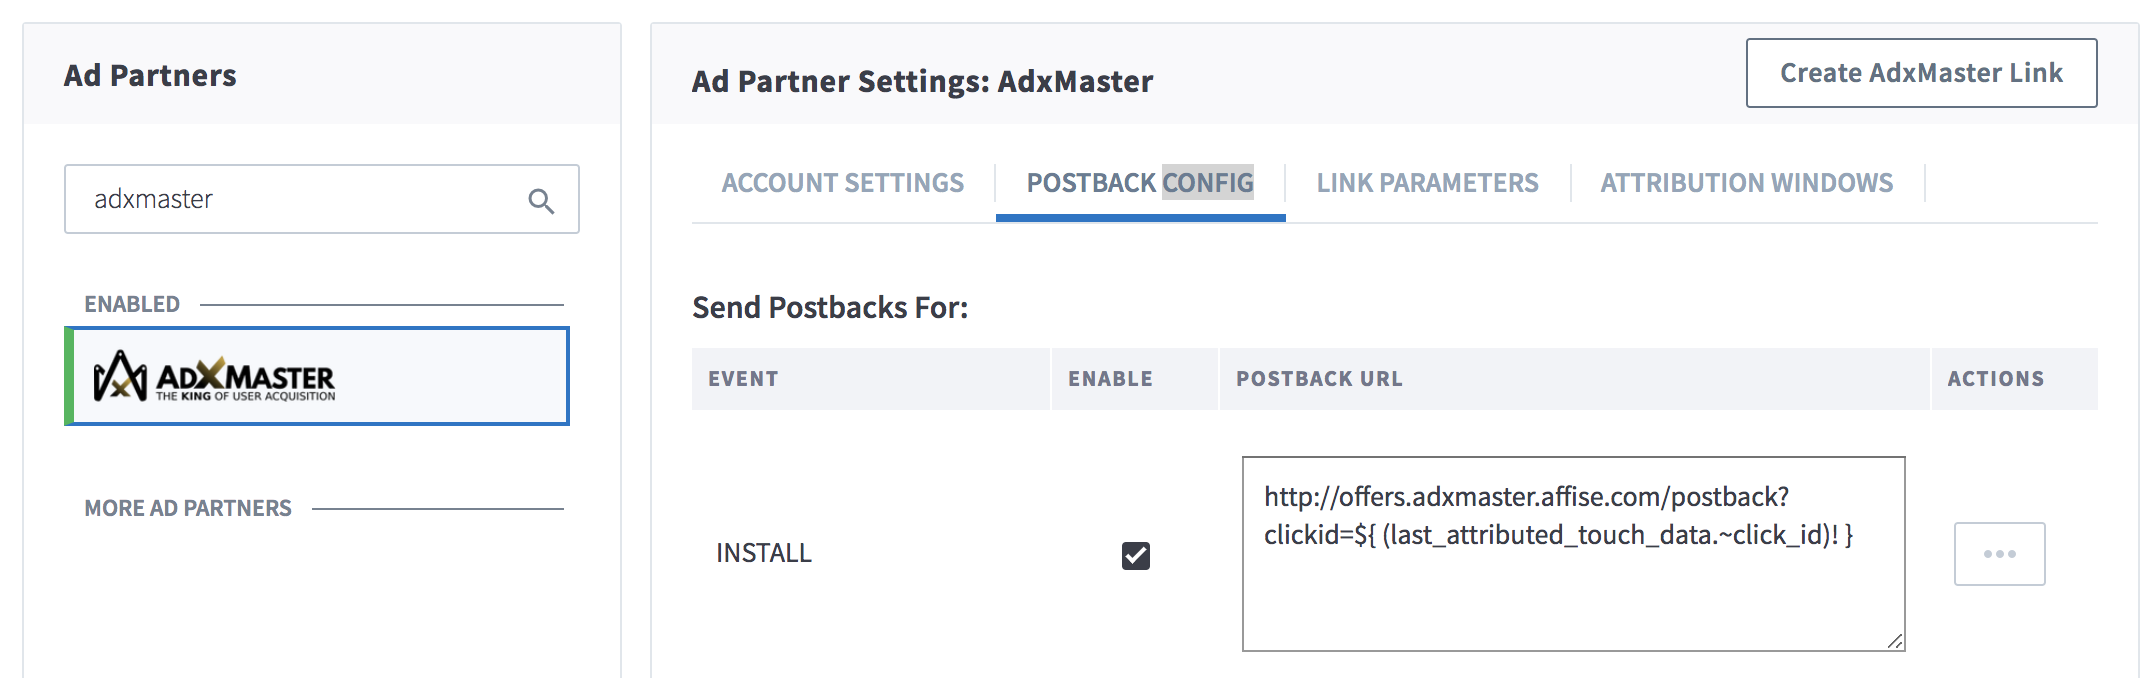 Ad Partners
adxmaster
ENABLED
ADXMASTER
THE KING OF USER ACQUISITION
MORE AD PARTNERS
Ad Partner Settings: AdxMaster
Create AdxMaster Link
ACCOUNT SETTINGS
POSTBACK CONFIG
LINK PARAMETERS
ATTRIBUTION WINDOWS
Send Postbacks For:
EVENT ENABLE POSTBACK URL ACTIONS
INSTALL
http://offers.adxmaster.affise.com/postback?
clickid=${ (last_attributed_touch_data.~click_id)! }